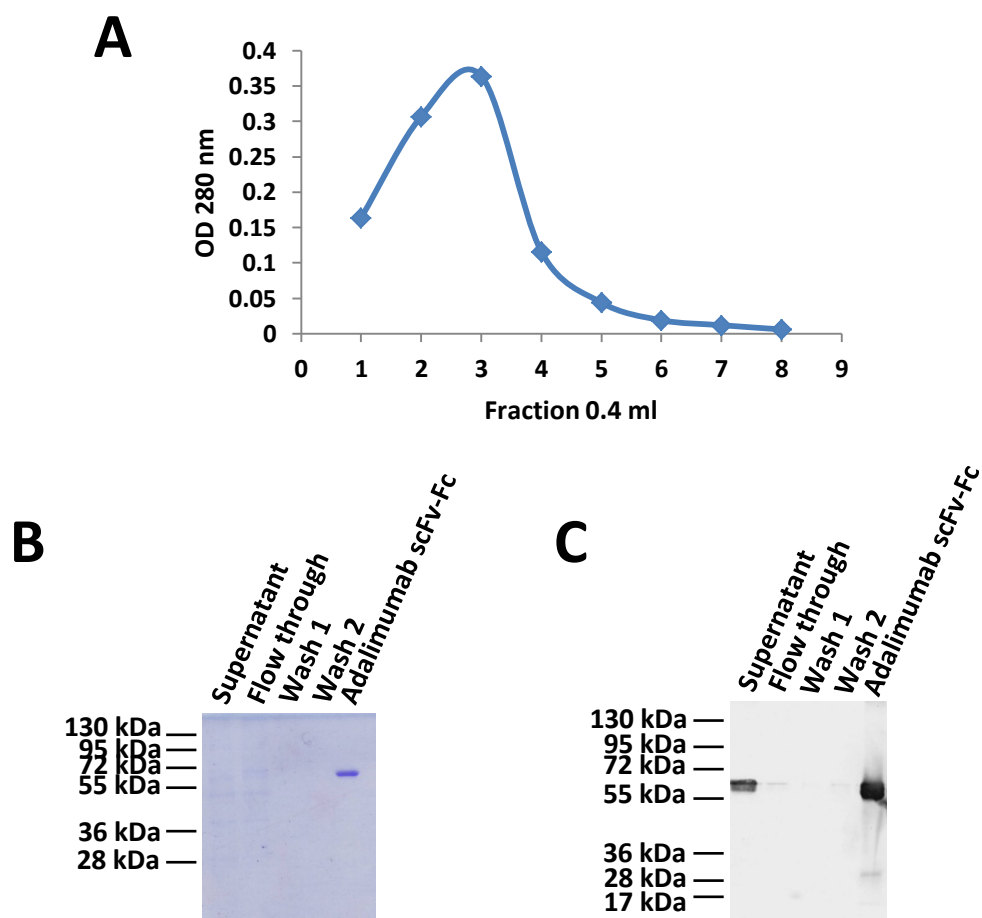 A
0.4
0.35
0.3
0.25
0.2
0.15
0.1
0.05
0
OD 280 nm
0 1 2 3 4 5 6 7 8 9
Fraction 0.4 ml
B
Supernatant
Flow through
Wash 1
Wash 2
Adalimumab scFv-Fc
130 kDa
95 kDa
72 kDa
55 kDa
36 kDa
28 kDa
C
Supernatant
Flow through
Wash 1
Wash 2
Adalimumab scFv-Fc
130 kDa
95 kDa
72 kDa
55 kDa
36 kDa
28 kDa
17 kDa